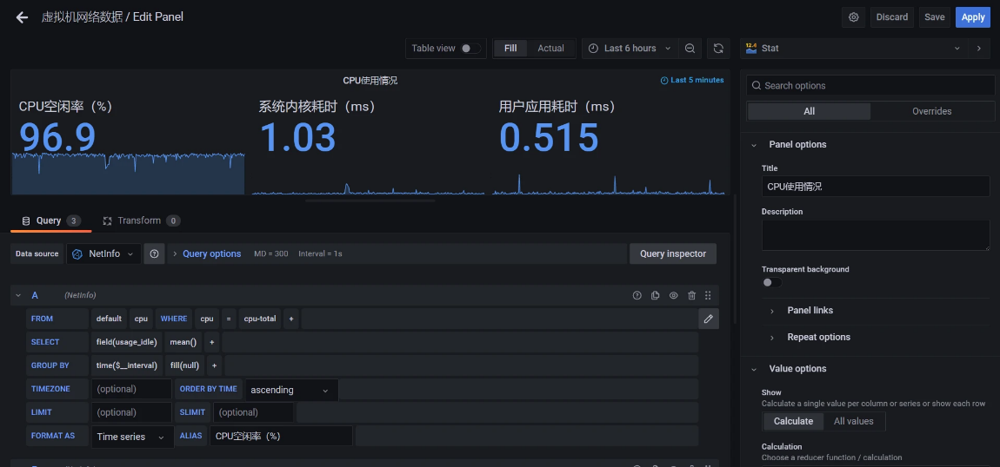 虚拟机网络数据 / Edit Panel
Discard
Save
Apply
Table view
Fill
Actual
Last 6 hours
12.4
Stat
CPU使用情况
Last 5 minutes
CPU空闲率（%）
系统内核耗时（ms）
用户应用耗时（ms）
96.9
1.03
0.515
Search options
All
Overrides
Panel options
Title
CPU使用情况
Description
Transparent background
Panel links
Repeat options
Value options
Show
Calculate a single value per column or series or show each row
Calculate
All values
Calculation
Choose a reducer function / calculation
Query 3
Transform 0
Data source
NetInfo
Query options
MD = 300
Interval = 1s
Query inspector
A (NetInfo)
FROM default cpu WHERE cpu = cpu-total +
SELECT field(usage_idle) mean() +
GROUP BY time($__interval) fill(null) +
TIMEZONE (optional) ORDER BY TIME ascending
LIMIT (optional) SLIMIT (optional)
FORMAT AS Time series ALIAS CPU空闲率（%）